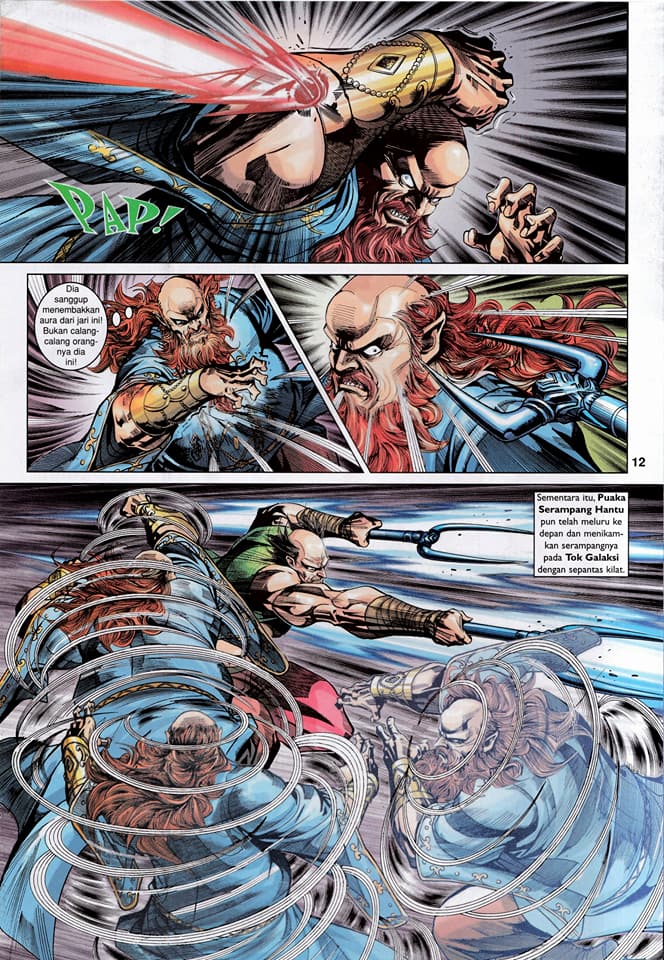 PAP!
Dia
sanggup
menembakkan
aura dari jari ini!
Bukan calang-
calang orang-
nya dia
ini!
12
Sementara itu, Puaka
Serampang Hantu
pun telah meluru ke
depan dan menikam-
kan serampangnya
pada Tok Galaksi
dengan sepantas kilat.